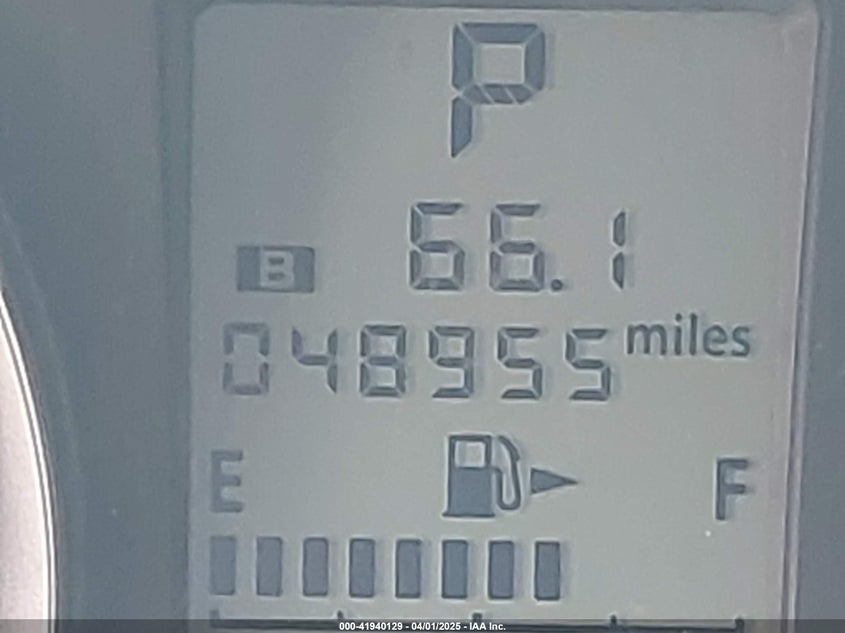 P
B 66.1
048955 miles
E F
000-41940129 - 04/01/2025 - IAA Inc.